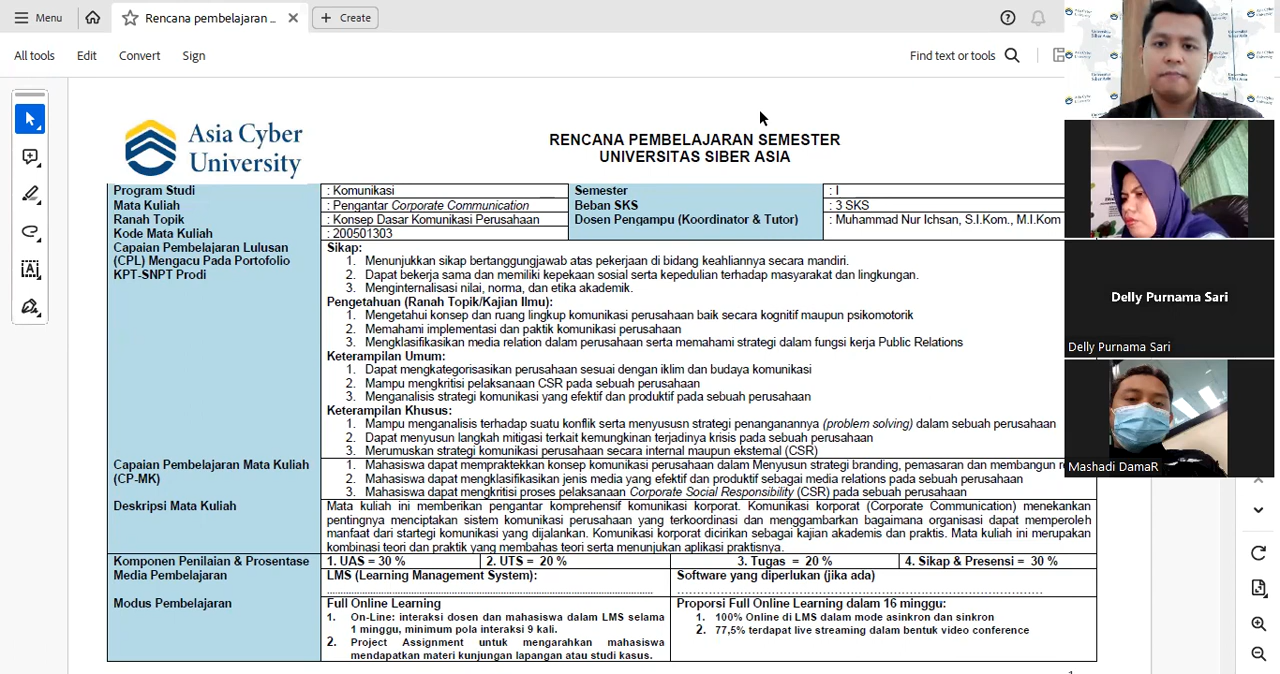 Menu
Rencana pembelajaran ...
Create
All tools
Edit
Convert
Sign
Find text or tools
Asia Cyber
University
RENCANA PEMBELAJARAN SEMESTER
UNIVERSITAS SIBER ASIA
Program Studi : Komunikasi Semester : I
Mata Kuliah : Pengantar Corporate Communication Beban SKS : 3 SKS
Ranah Topik : Konsep Dasar Komunikasi Perusahaan Dosen Pengampu (Koordinator & Tutor) : Muhammad Nur Ichsan, S.I.Kom., M.I.Kom
Kode Mata Kuliah : 200501303
Capaian Pembelajaran Lulusan
(CPL) Mengacu Pada Portofolio
KPT-SNPT Prodi
Sikap:
1. Menunjukkan sikap bertanggungjawab atas pekerjaan di bidang keahliannya secara mandiri.
2. Dapat bekerja sama dan memiliki kepekaan sosial serta kepedulian terhadap masyarakat dan lingkungan.
3. Menginternalisasi nilai, norma, dan etika akademik.
Pengetahuan (Ranah Topik/Kajian Ilmu):
1. Mengetahui konsep dan ruang lingkup komunikasi perusahaan baik secara kognitif maupun psikomotorik
2. Memahami implementasi dan paktik komunikasi perusahaan
3. Mengklasifikasikan media relation dalam perusahaan serta memahami strategi dalam fungsi kerja Public Relations
Keterampilan Umum:
1. Dapat mengkategorisasikan perusahaan sesuai dengan iklim dan budaya komunikasi
2. Mampu mengkritisi pelaksanaan CSR pada sebuah perusahaan
3. Menganalisis strategi komunikasi yang efektif dan produktif pada sebuah perusahaan
Keterampilan Khusus:
1. Mampu menganalisis terhadap suatu konflik serta menyususn strategi penanganannya (problem solving) dalam sebuah perusahaan
2. Dapat menyusun langkah mitigasi terkait kemungkinan terjadinya krisis pada sebuah perusahaan
3. Merumuskan strategi komunikasi perusahaan secara internal maupun eksternal (CSR)
Capaian Pembelajaran Mata Kuliah
(CP-MK)
1. Mahasiswa dapat mempraktekkan konsep komunikasi perusahaan dalam Menyusun strategi branding, pemasaran dan membangun
2. Mahasiswa dapat mengklasifikasikan jenis media yang efektif dan produktif sebagai media relations pada sebuah perusahaan
3. Mahasiswa dapat mengkritisi proses pelaksanaan Corporate Social Responsibility (CSR) pada sebuah perusahaan
Deskripsi Mata Kuliah
Mata kuliah ini memberikan pengantar komprehensif komunikasi korporat. Komunikasi korporat (Corporate Communication) menekankan
pentingnya menciptakan sistem komunikasi perusahaan yang terkoordinasi dan menggambarkan bagaimana organisasi dapat memperoleh
manfaat dari startegi komunikasi yang dijalankan. Komunikasi korporat dicirikan sebagai kajian akademis dan praktis. Mata kuliah ini merupakan
kombinasi teori dan praktik yang membahas teori serta menunjukan aplikasi praktisnya.
Komponen Penilaian & Prosentase 1. UAS = 30 % 2. UTS = 20 % 3. Tugas = 20 % 4. Sikap & Presensi = 30 %
Media Pembelajaran LMS (Learning Management System): Software yang diperlukan (jika ada)
Modus Pembelajaran
Full Online Learning
1. On-Line: interaksi dosen dan mahasiswa dalam LMS selama
1 minggu, minimum pola interaksi 9 kali.
2. Project Assignment untuk mengarahkan mahasiswa
mendapatkan materi kunjungan lapangan atau studi kasus.
Proporsi Full Online Learning dalam 16 minggu:
1. 100% Online di LMS dalam mode asinkron dan sinkron
2. 77,5% terdapat live streaming dalam bentuk video conference
Delly Purnama Sari
Delly Purnama Sari
Mashadi DamaR